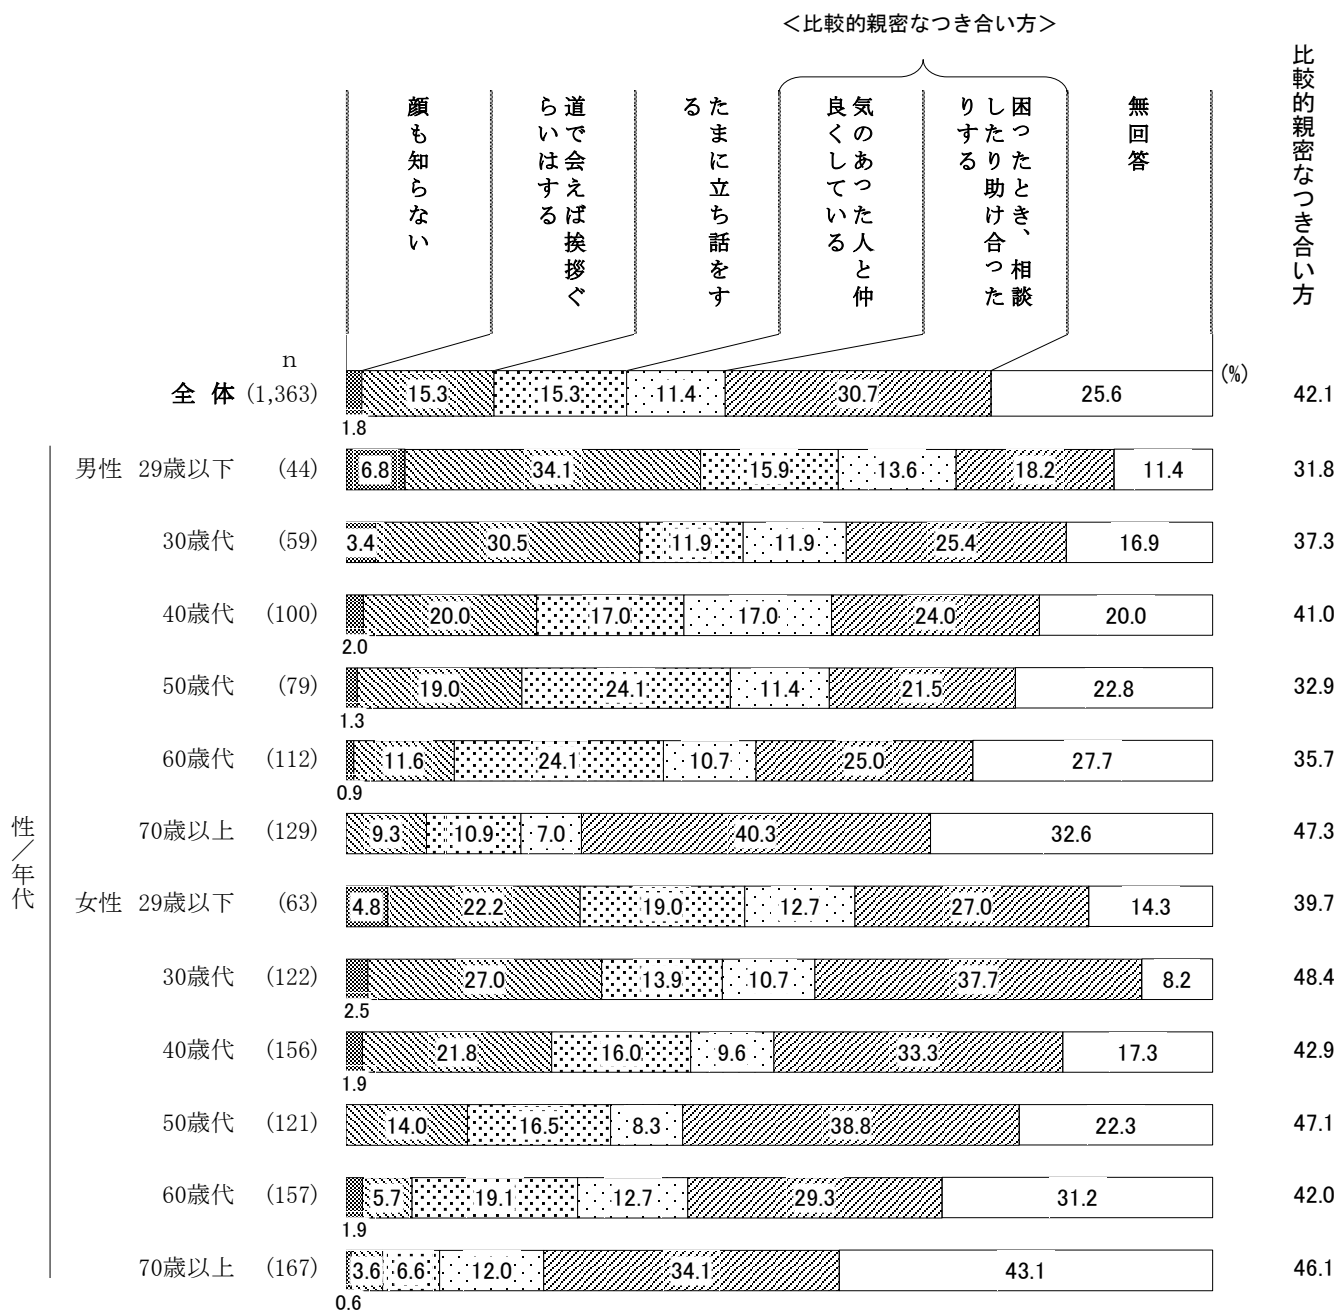 ＜比較的親密なつき合い方＞
顔も知らない
道で会えば挨拶ぐ
らいはする
たまに立ち話をす
る
気のあった人と仲
良くしている
困ったとき、相談
したり助け合った
りする
無回答
比較的親密なつき合い方
n
(%)
全 体 (1,363) 15.3 15.3 11.4 30.7 25.6 42.1
1.8
性／年代
男性 29歳以下 (44) 6.8 34.1 15.9 13.6 18.2 11.4 31.8
30歳代 (59) 3.4 30.5 11.9 11.9 25.4 16.9 37.3
40歳代 (100) 20.0 17.0 17.0 24.0 20.0 41.0
2.0
50歳代 (79) 19.0 24.1 11.4 21.5 22.8 32.9
1.3
60歳代 (112) 11.6 24.1 10.7 25.0 27.7 35.7
0.9
70歳以上 (129) 9.3 10.9 7.0 40.3 32.6 47.3
女性 29歳以下 (63) 4.8 22.2 19.0 12.7 27.0 14.3 39.7
30歳代 (122) 27.0 13.9 10.7 37.7 8.2 48.4
2.5
40歳代 (156) 21.8 16.0 9.6 33.3 17.3 42.9
1.9
50歳代 (121) 14.0 16.5 8.3 38.8 22.3 47.1
60歳代 (157) 5.7 19.1 12.7 29.3 31.2 42.0
1.9
70歳以上 (167) 3.6 6.6 12.0 34.1 43.1 46.1
0.6